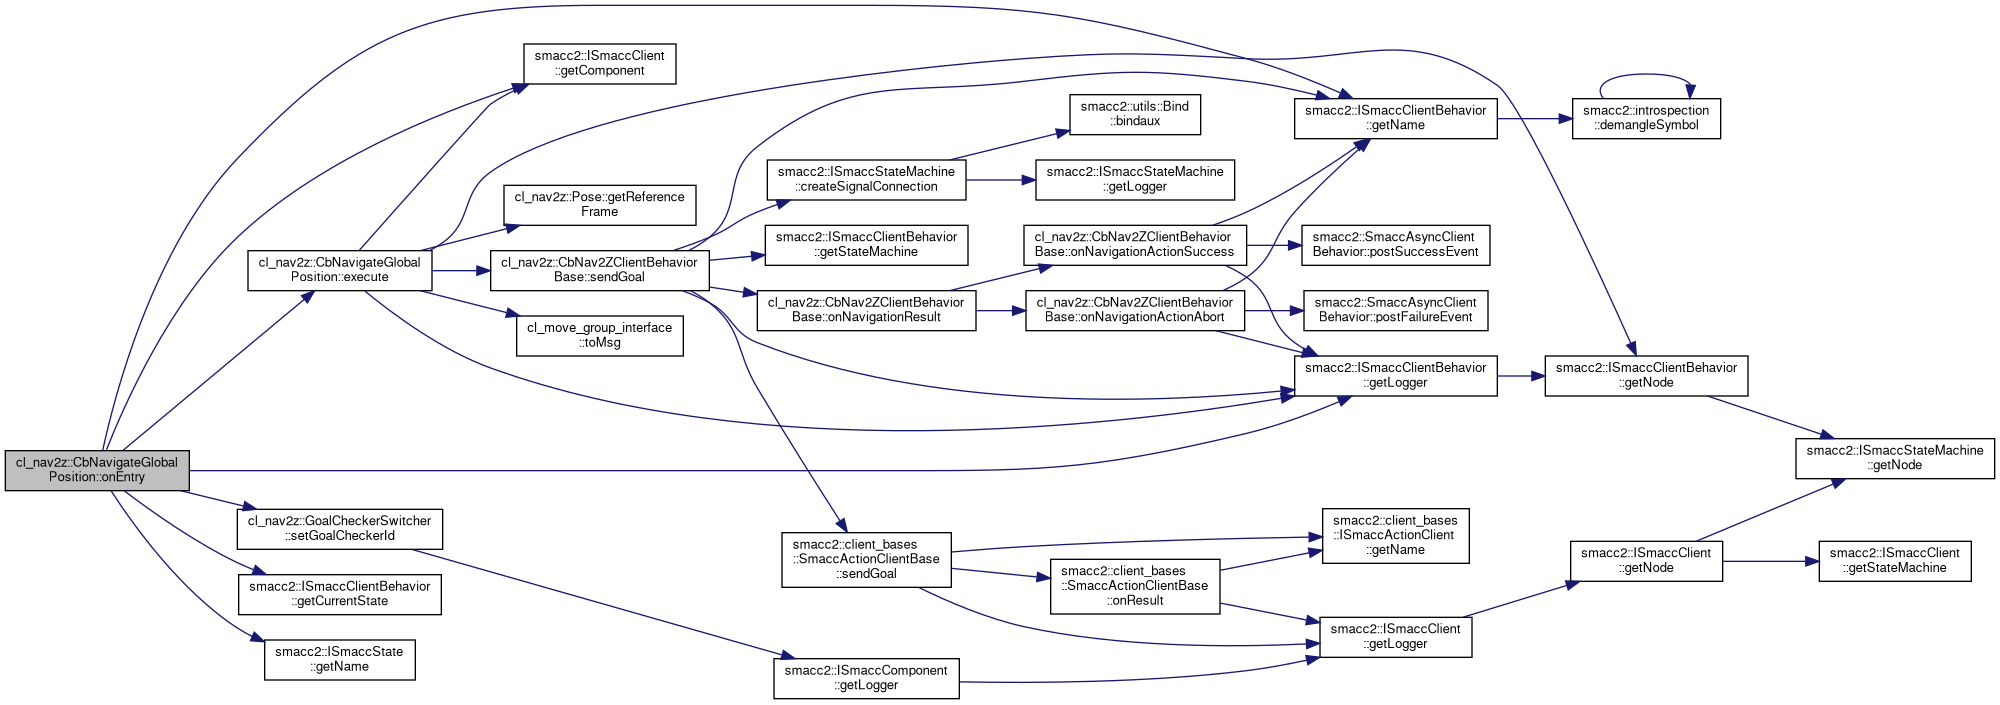 cl_nav2z::CbNavigateGlobal
Position::onEntry
cl_nav2z::CbNavigateGlobal
Position::execute
smacc2::ISmaccClient
::getComponent
cl_nav2z::Pose::getReference
Frame
cl_nav2z::CbNav2ZClientBehavior
Base::sendGoal
cl_move_group_interface
::toMsg
cl_nav2z::GoalCheckerSwitcher
::setGoalCheckerId
smacc2::ISmaccClientBehavior
::getCurrentState
smacc2::ISmaccState
::getName
smacc2::ISmaccStateMachine
::createSignalConnection
smacc2::ISmaccClientBehavior
::getStateMachine
cl_nav2z::CbNav2ZClientBehavior
Base::onNavigationResult
smacc2::client_bases
::SmaccActionClientBase
::sendGoal
smacc2::ISmaccComponent
::getLogger
smacc2::utils::Bind
::bindaux
smacc2::ISmaccStateMachine
::getLogger
cl_nav2z::CbNav2ZClientBehavior
Base::onNavigationActionSuccess
cl_nav2z::CbNav2ZClientBehavior
Base::onNavigationActionAbort
smacc2::client_bases
::SmaccActionClientBase
::onResult
smacc2::ISmaccClientBehavior
::getName
smacc2::SmaccAsyncClient
Behavior::postSuccessEvent
smacc2::SmaccAsyncClient
Behavior::postFailureEvent
smacc2::ISmaccClientBehavior
::getLogger
smacc2::client_bases
::ISmaccActionClient
::getName
smacc2::ISmaccClient
::getLogger
smacc2::introspection
::demangleSymbol
smacc2::ISmaccClientBehavior
::getNode
smacc2::ISmaccClient
::getNode
smacc2::ISmaccStateMachine
::getNode
smacc2::ISmaccClient
::getStateMachine